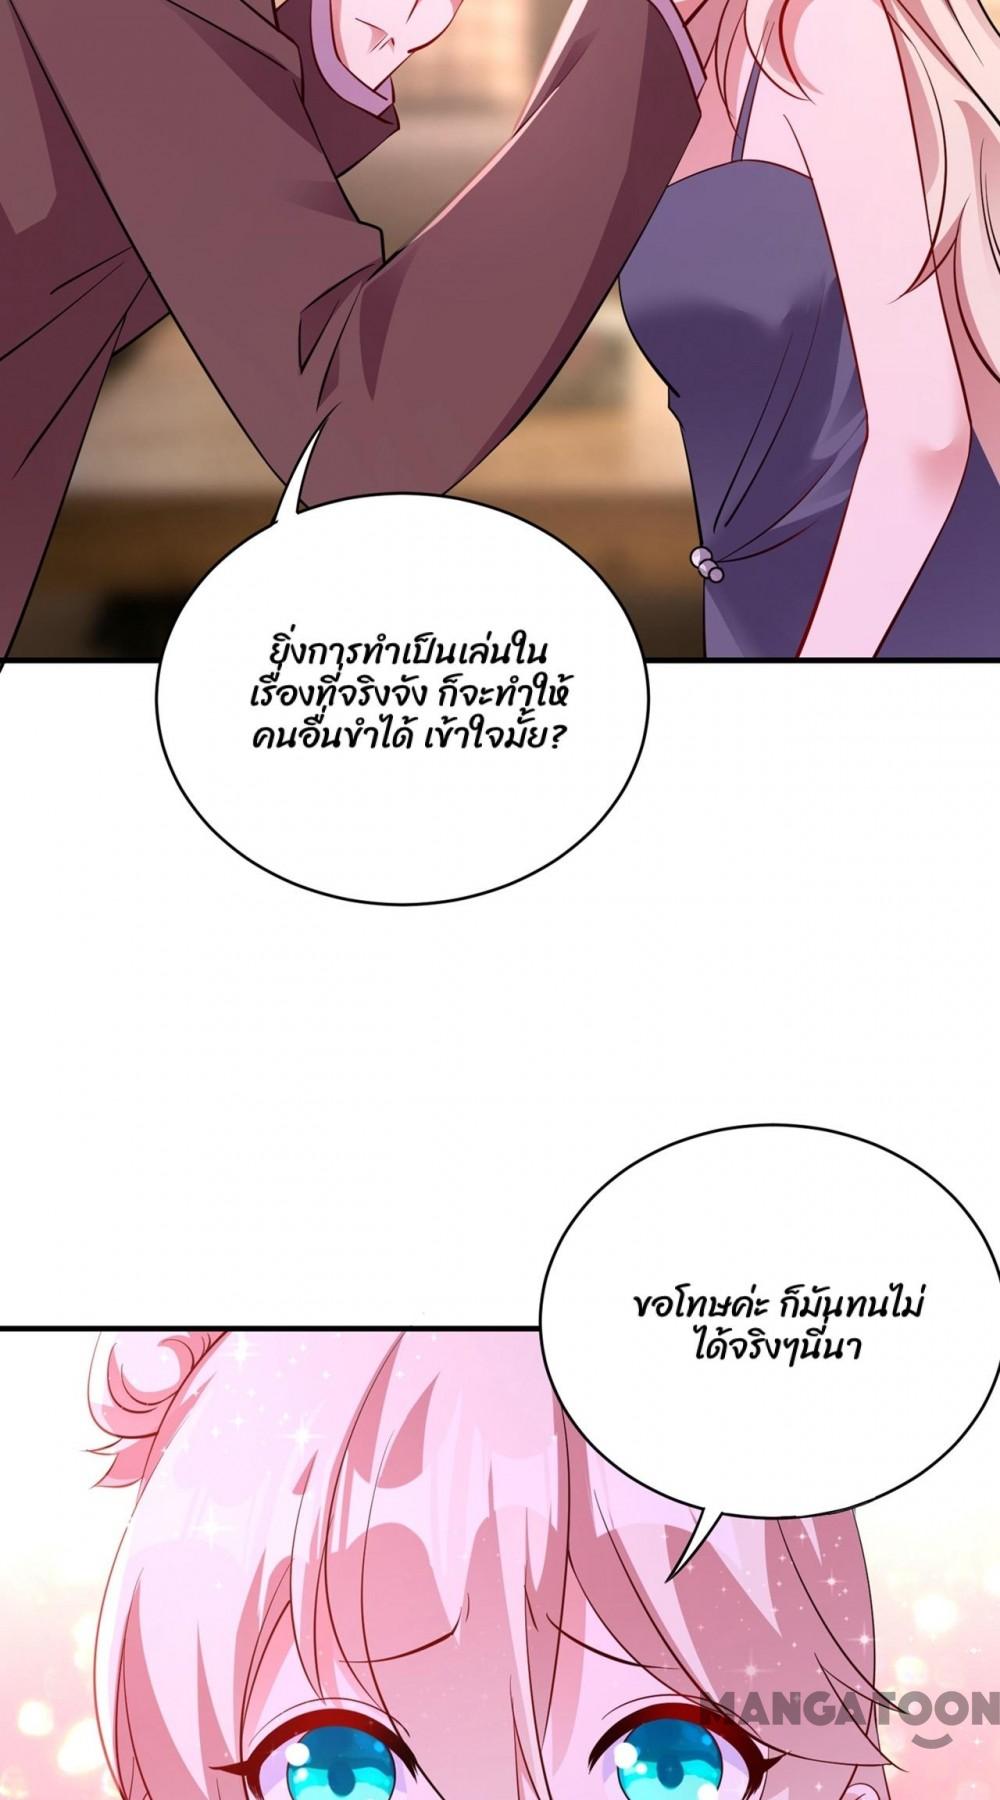 ยิ่งการทำเป็นเล่นใน
เรื่องที่จริงจัง ก็จะทำให้
คนอื่นขำได้ เข้าใจมั้ย?
ขอโทษค่ะ ก็มันทนไม่
ได้จริงๆนี่นา
MANGATOON